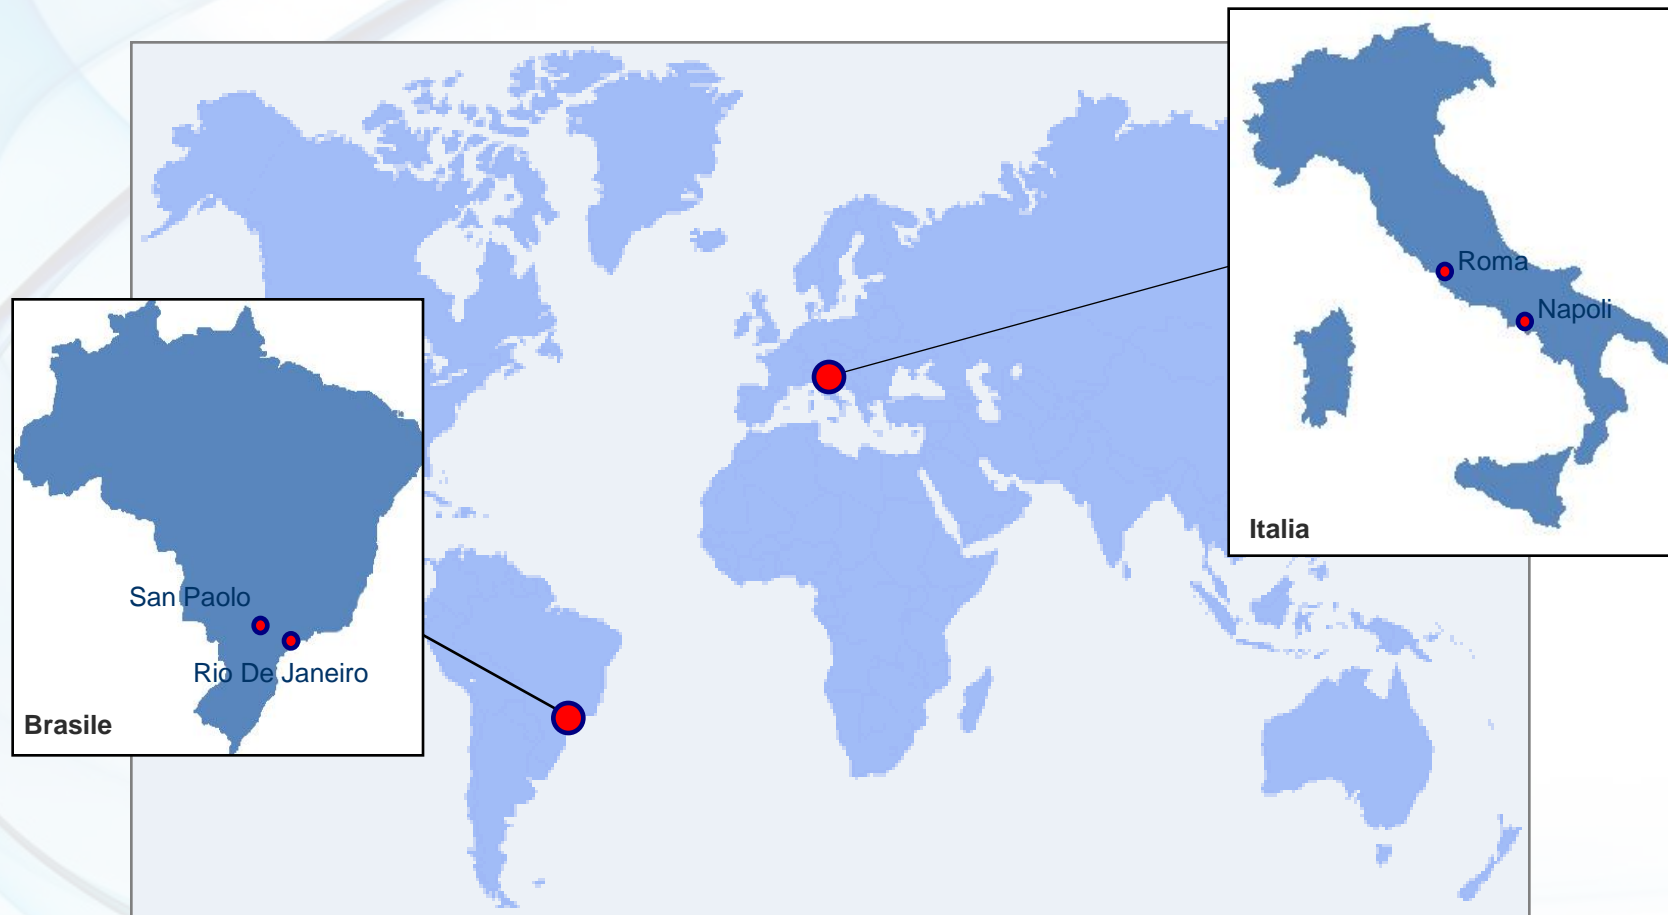 Roma
Napoli
Italia
San Paolo
Rio De Janeiro
Brasile